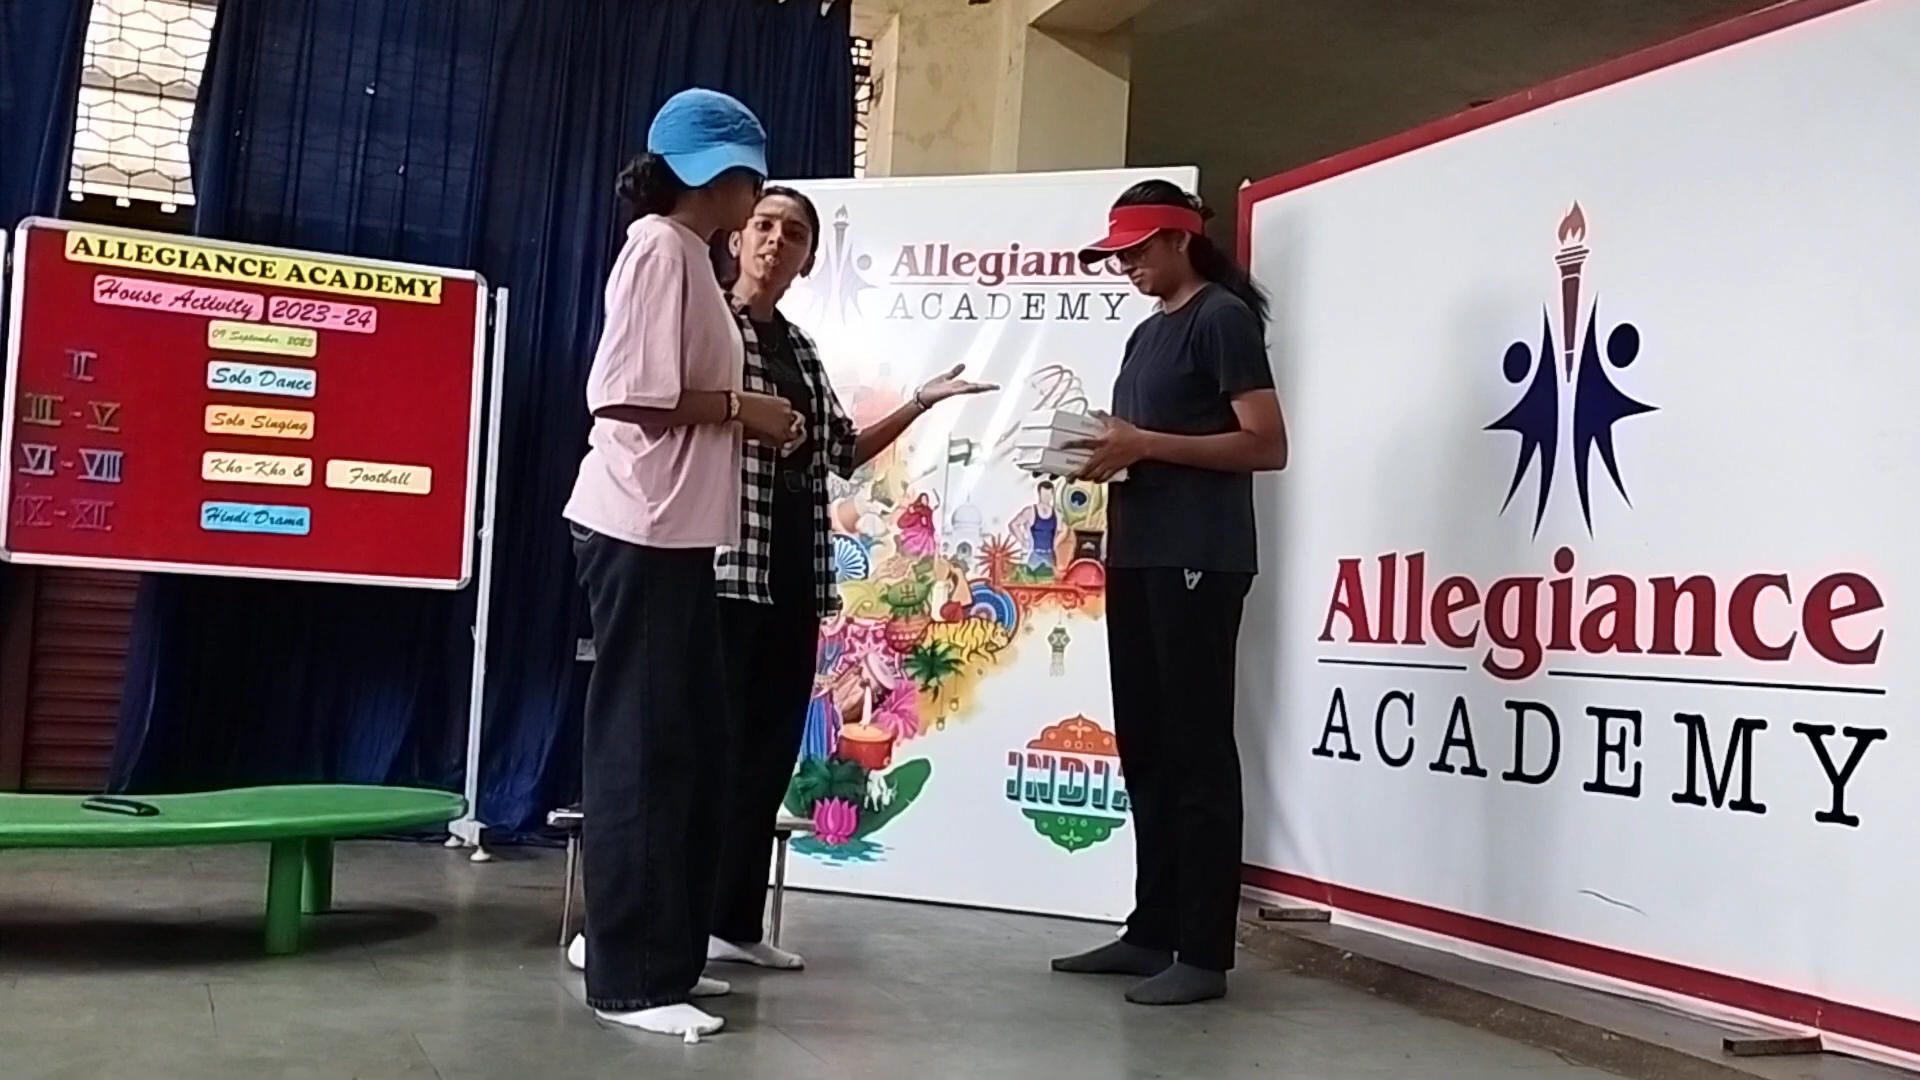 ALLEGIANCE ACADEMY
House Activity 2023-24
09 September, 2023
I Solo Dance
III - V Solo Singing
VI - VIII Kho-Kho & Football
IX - XII Hindi Drama
Allegiance
ACADEMY
INDIA
Allegiance
ACADEMY